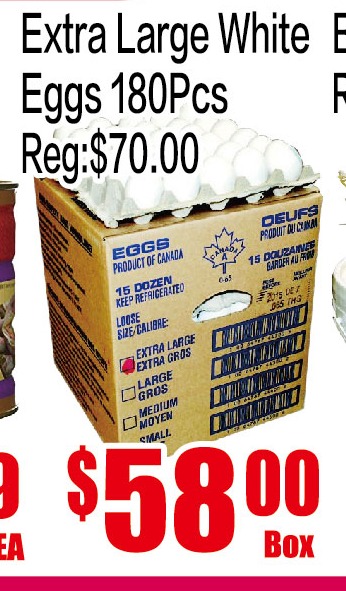 Extra Large White
Eggs 180Pcs
Reg:$70.00
EGGS
PRODUCT OF CANADA
15 DOZEN
KEEP REFRIGERATED
LOOSE
SIZE/CALIBRE:
EXTRA LARGE
EXTRA GROS
LARGE
GROS
MEDIUM
MOYEN
SMALL
CANADA
A
OEUFS
PRODUIT DU CANADA
15 DOUZAINES
GARDER AU FROID
9
EA
$58.00
Box